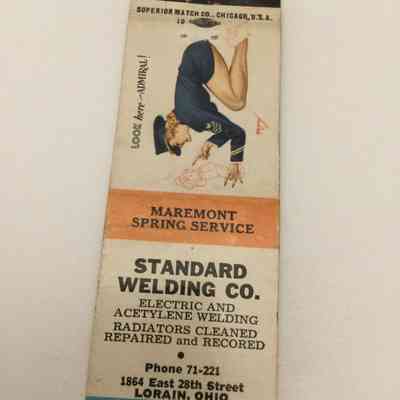 SUPERIOR MATCH CO., CHICAGO, U.S.A.
10
LOOK here — ADMIRAL!
MAREMONT
SPRING SERVICE
STANDARD
WELDING CO.
ELECTRIC AND
ACETYLENE WELDING
RADIATORS CLEANED
REPAIRED and RECORED
Phone 71-221
1864 East 28th Street
LORAIN, OHIO